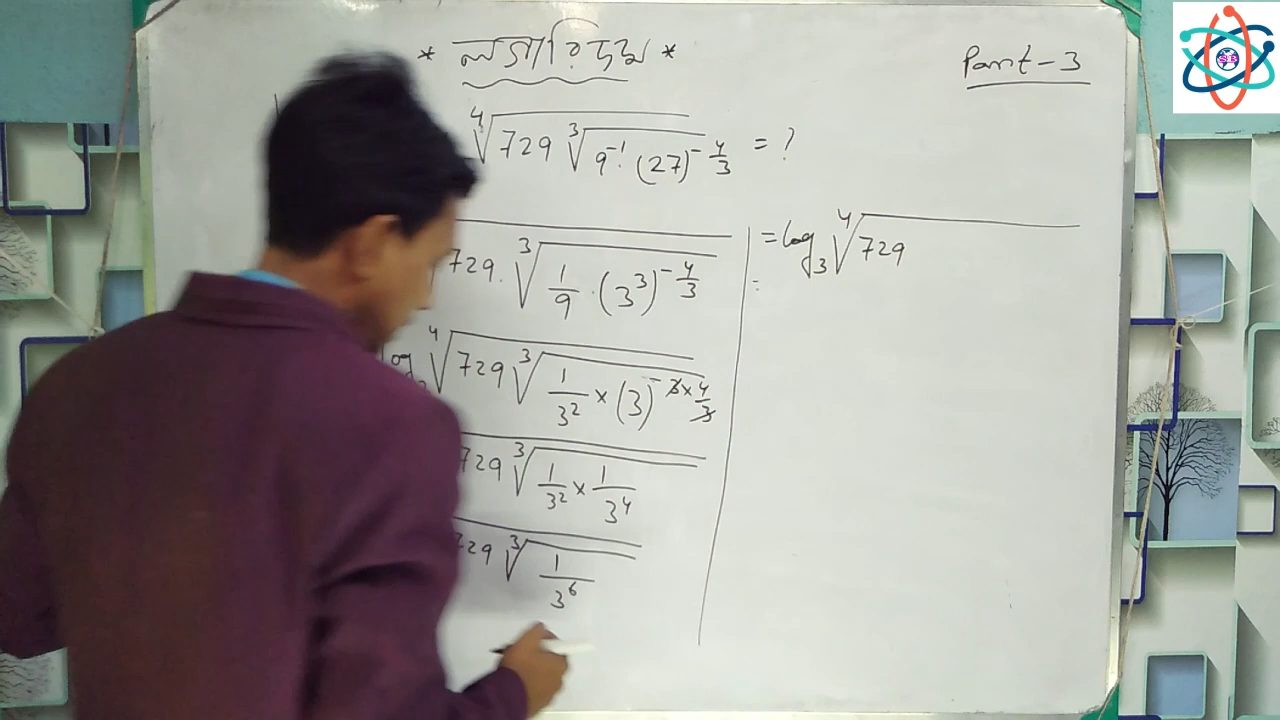 * লগারিদম *
Part-3
SB
⁴√729 ³√9⁻¹·(27)^(-4/3) = ?
729. ³√1/9 · (3³)^(-4/3)
log ⁴√729 ³√1/3² × (3)^(-3×4/3)
729 ³√1/3² × 1/3⁴
729 ³√1/3⁶
= log₃ ⁴√729
=